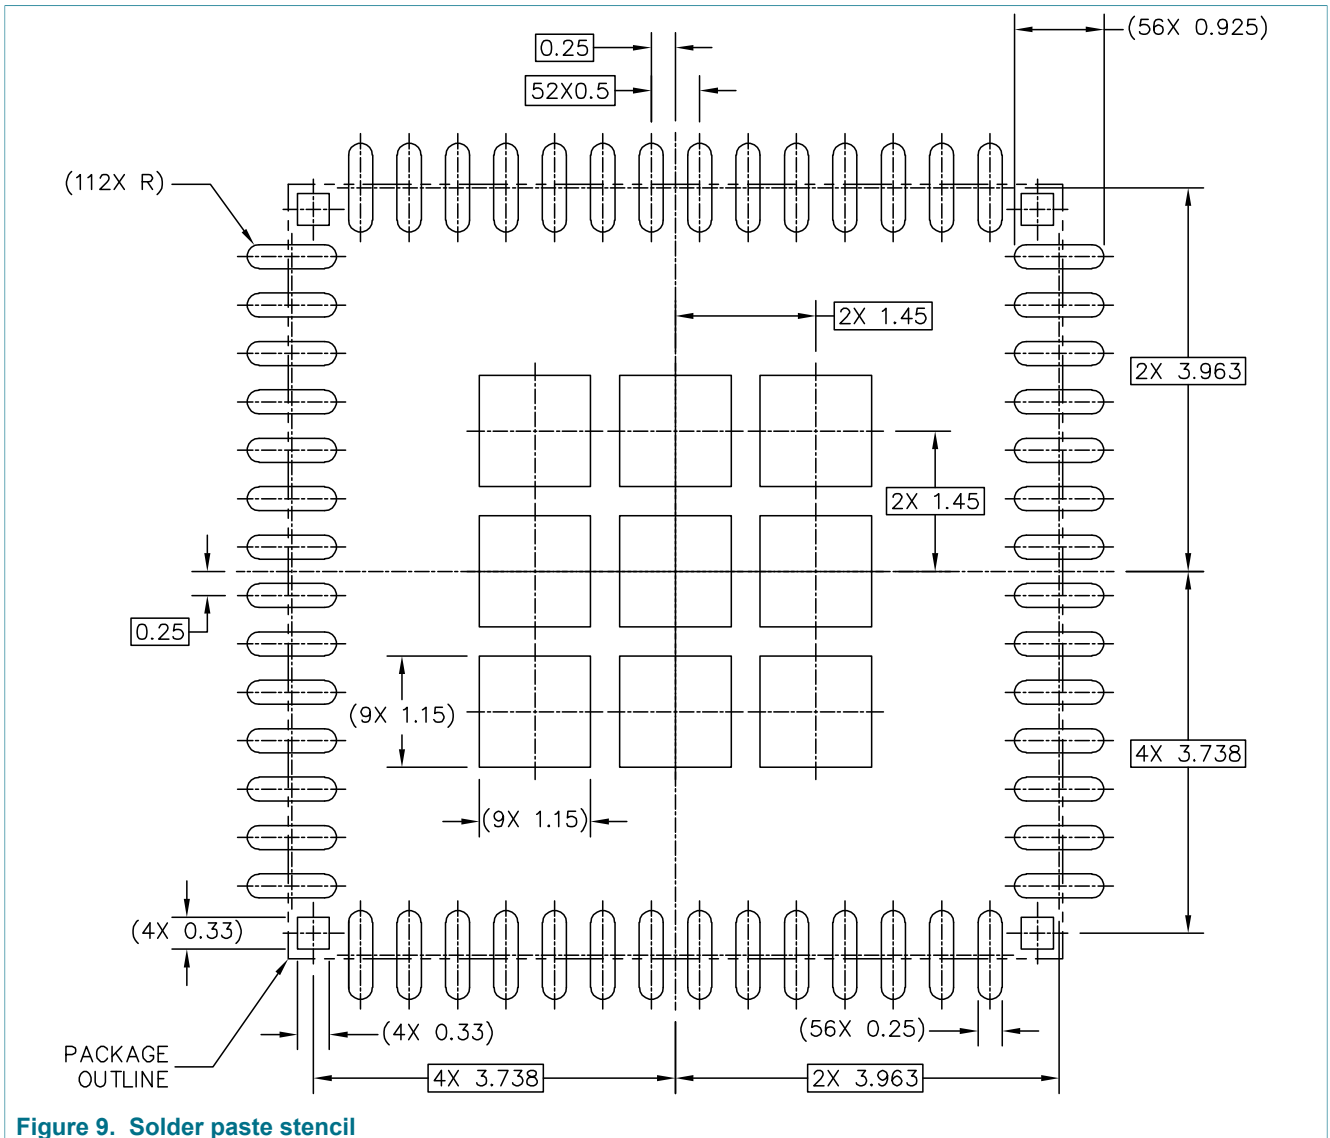 (56X 0.925)
0.25
52X0.5
(112X R)
2X 1.45
2X 3.963
2X 1.45
0.25
(9X 1.15)
4X 3.738
(9X 1.15)
(4X 0.33)
(4X 0.33)
(56X 0.25)
PACKAGE
OUTLINE
4X 3.738
2X 3.963
Figure 9. Solder paste stencil